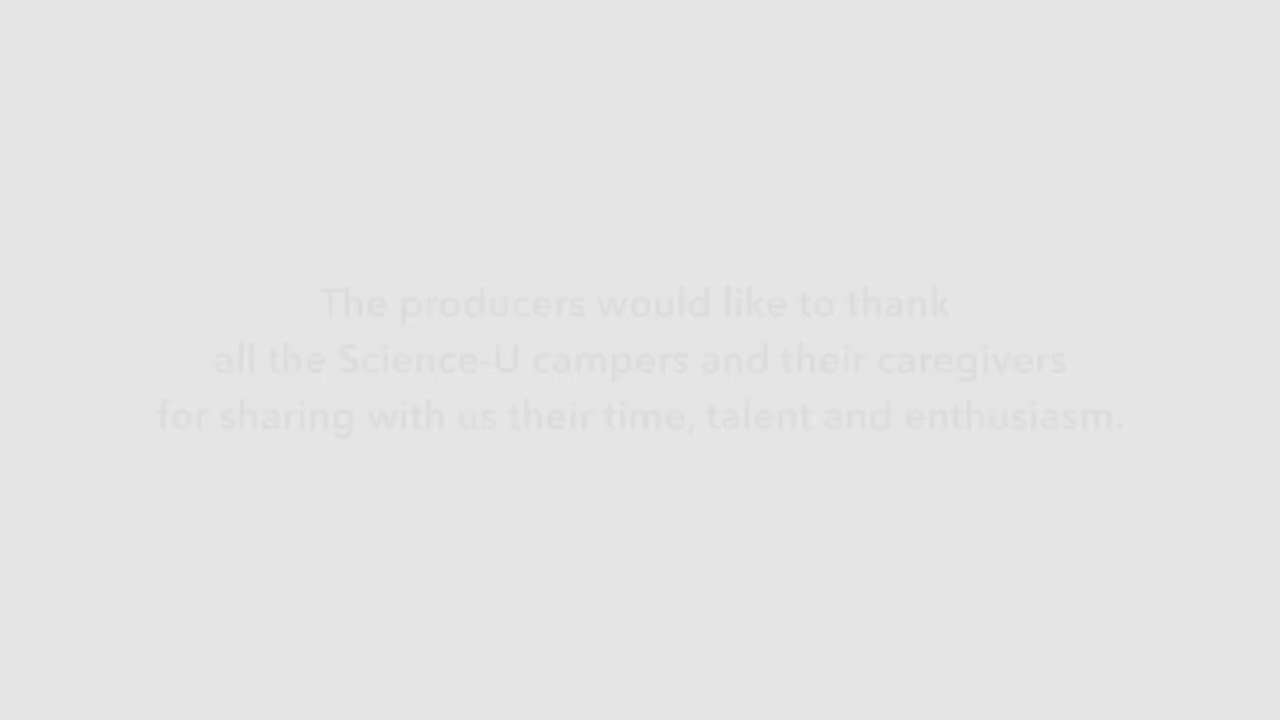 The producers would like to thank
all the Science-U campers and their caregivers
for sharing with us their time, talent and enthusiasm.